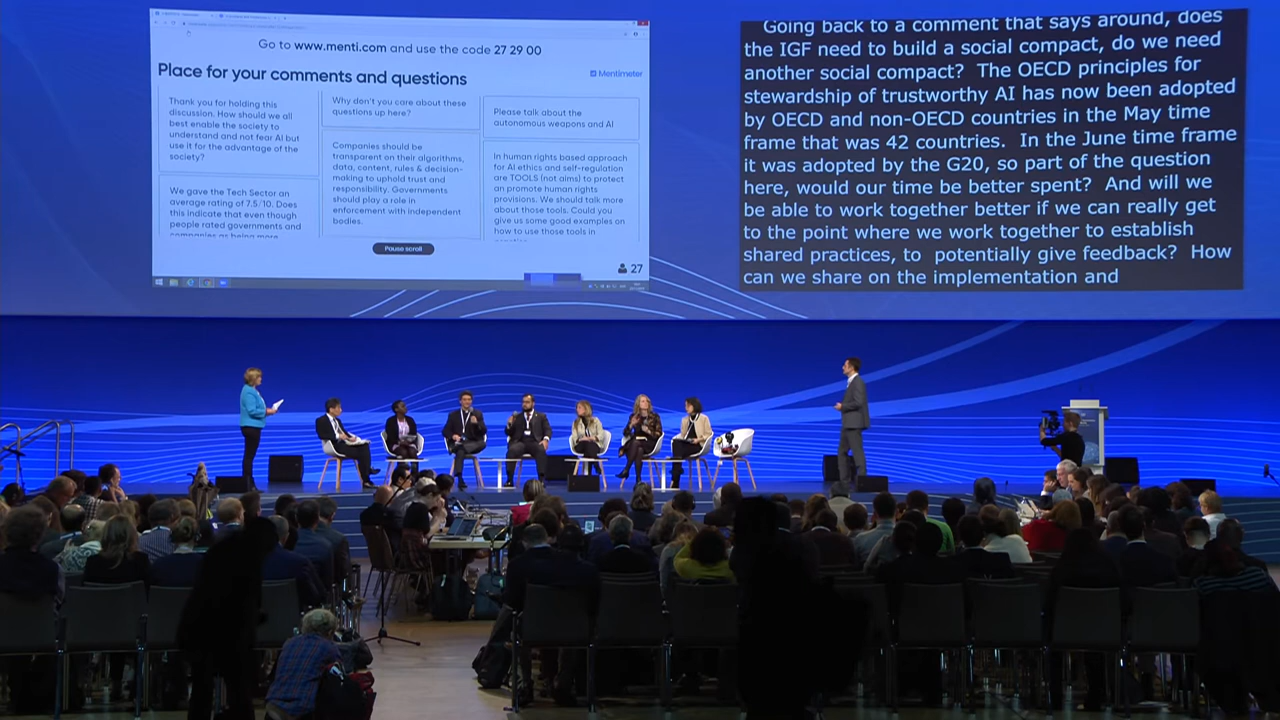 Go to www.menti.com and use the code 27 29 00
Place for your comments and questions
Mentimeter
Thank you for holding this
discussion. How should we all
best enable the society to
understand and not fear AI but
use it for the advantage of the
society?
We gave the Tech Sector an
average rating of 7.5/10. Does
this indicate that even though
people rated governments and
companies as being more
Why don't you care about these
questions up here?
Companies should be
transparent on their algorithms,
data, content, rules & decision-
making to uphold trust and
responsibility. Governments
should play a role in
enforcement with independent
bodies.
Please talk about the
autonomous weapons and AI
In human rights based approach
for AI ethics and self-regulation
are TOOLS (not aims) to protect
an promote human rights
provisions. We should talk more
about those tools. Could you
give us some good examples on
how to use those tools in
Pause scroll
27
Going back to a comment that says around, does
the IGF need to build a social compact, do we need
another social compact? The OECD principles for
stewardship of trustworthy AI has now been adopted
by OECD and non-OECD countries in the May time
frame that was 42 countries. In the June time frame
it was adopted by the G20, so part of the question
here, would our time be better spent? And will we
be able to work together better if we can really get
to the point where we work together to establish
shared practices, to potentially give feedback? How
can we share on the implementation and